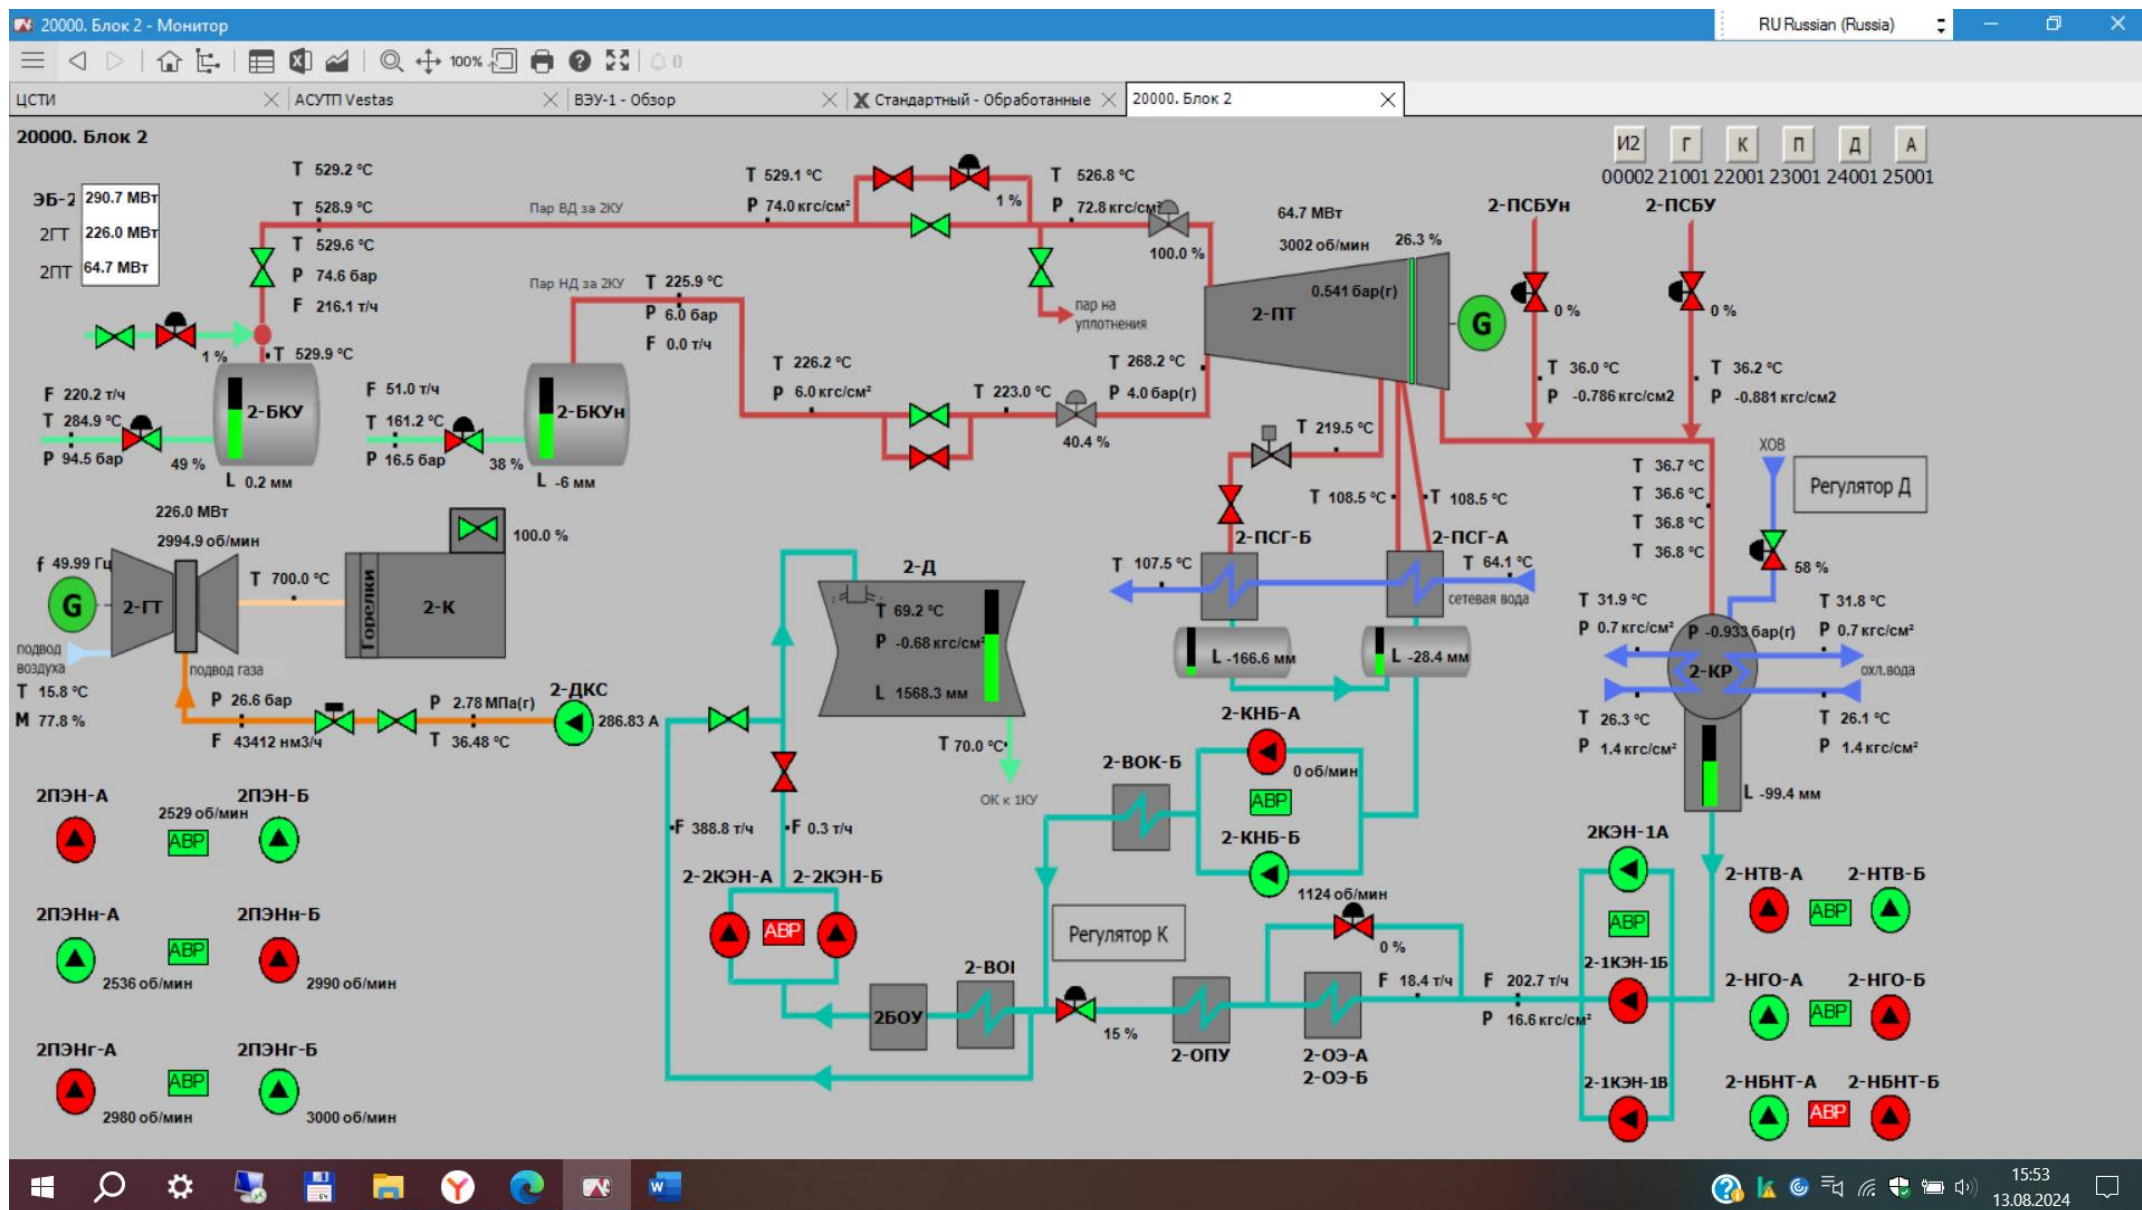 20000. Блок 2 - Монитор
RU Russian (Russia)
100%
0
ЦСТИ
АСУТП Vestas
ВЭУ-1 - Обзор
Стандартный - Обработанные
20000. Блок 2
20000. Блок 2
И2 Г К П Д А
00002 21001 22001 23001 24001 25001
ЭБ-2 290.7 МВт
2ГТ 226.0 МВт
2ПТ 64.7 МВт
T 529.2 °C
T 528.9 °C
T 529.6 °C
P 74.6 бар
F 216.1 т/ч
Пар ВД за 2КУ
T 529.1 °C
P 74.0 кгс/см²
1 %
T 526.8 °C
P 72.8 кгс/см²
100.0 %
64.7 МВт
3002 об/мин
26.3 %
0.541 бар(г)
2-ПТ
G
2-ПСБУн
0 %
T 36.0 °C
P -0.786 кгс/см2
2-ПСБУ
0 %
T 36.2 °C
P -0.881 кгс/см2
Пар НД за 2КУ
T 225.9 °C
P 6.0 бар
F 0.0 т/ч
пар на
уплотнения
1 %
T 529.9 °C
F 220.2 т/ч
T 284.9 °C
P 94.5 бар
49 %
2-БКУ
L 0.2 мм
F 51.0 т/ч
T 161.2 °C
P 16.5 бар
38 %
2-БКУн
L -6 мм
T 226.2 °C
P 6.0 кгс/см²
T 223.0 °C
T 268.2 °C
P 4.0 бар(г)
40.4 %
T 219.5 °C
T 108.5 °C
T 108.5 °C
T 36.7 °C
T 36.6 °C
T 36.8 °C
T 36.8 °C
ХОВ
Регулятор Д
58 %
226.0 МВт
2994.9 об/мин
f 49.99 Гц
G
2-ГТ
T 700.0 °C
100.0 %
Горелки
2-К
подвод
воздуха
T 15.8 °C
M 77.8 %
подвод газа
P 26.6 бар
F 43412 нм3/ч
P 2.78 МПа(г)
T 36.48 °C
2-ДКС
286.83 А
2-Д
T 69.2 °C
P -0.68 кгс/см²
L 1568.3 мм
T 70.0 °C
ОК к 1КУ
2-ПСГ-Б
2-ПСГ-А
T 107.5 °C
T 64.1 °C
сетевая вода
L -166.6 мм
L -28.4 мм
T 31.9 °C
P 0.7 кгс/см²
P -0.933 бар(г)
T 31.8 °C
P 0.7 кгс/см²
2-КР
охл.вода
T 26.3 °C
P 1.4 кгс/см²
T 26.1 °C
P 1.4 кгс/см²
L -99.4 мм
2-КНБ-А
0 об/мин
АВР
2-КНБ-Б
1124 об/мин
2-ВОК-Б
2ПЭН-А
2529 об/мин
АВР
2ПЭН-Б
F 388.8 т/ч
F 0.3 т/ч
2-2КЭН-А
2-2КЭН-Б
АВР
2ПЭНн-А
2536 об/мин
АВР
2ПЭНн-Б
2990 об/мин
Регулятор К
0 %
2КЭН-1А
АВР
2-1КЭН-1Б
2-1КЭН-1В
2-НТВ-А
АВР
2-НТВ-Б
2БОУ
15 %
2-ОПУ
2-ОЭ-А
2-ОЭ-Б
F 18.4 т/ч
F 202.7 т/ч
P 16.6 кгс/см²
2-НГО-А
АВР
2-НГО-Б
2ПЭНг-А
2980 об/мин
АВР
2ПЭНг-Б
3000 об/мин
2-НБНТ-А
АВР
2-НБНТ-Б
15:53
13.08.2024